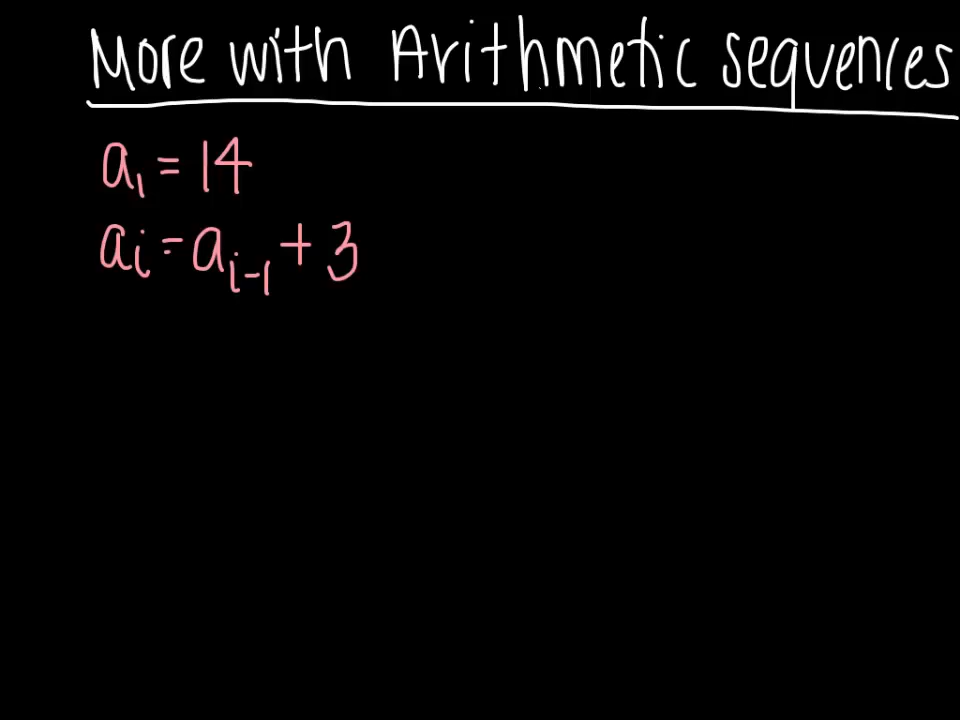 More with Arithmetic sequences
a₁ = 14
aᵢ = aᵢ₋₁ + 3